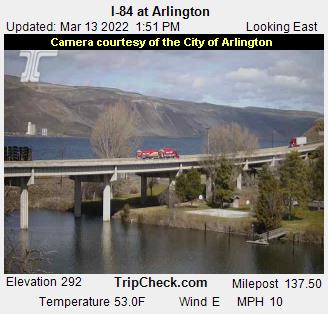 I-84 at Arlington
Updated: Mar 13 2022 1:51 PM Looking East
Camera courtesy of the City of Arlington
Elevation 292 TripCheck.com Milepost 137.50
Temperature 53.0F Wind E MPH 10